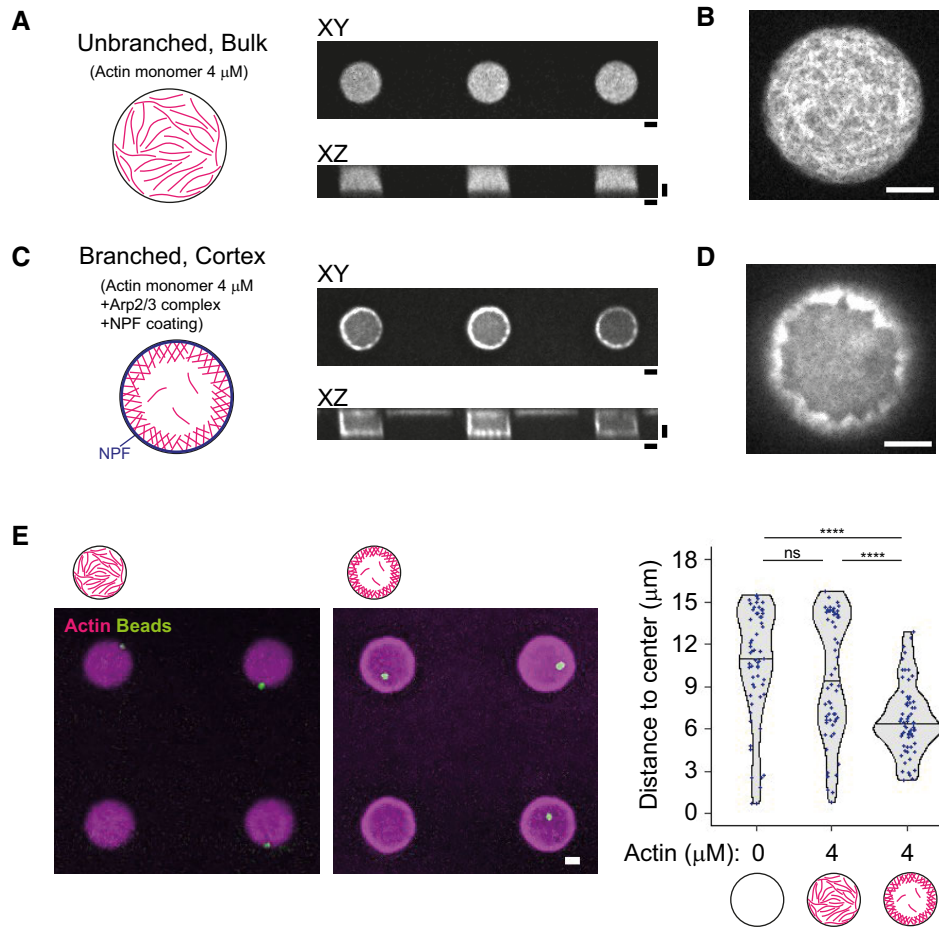 A
Unbranched, Bulk
(Actin monomer 4 μM)
XY
XZ
B
C
Branched, Cortex
(Actin monomer 4 μM
+Arp2/3 complex
+NPF coating)
NPF
XY
XZ
D
E
Actin Beads
****
ns
****
18
15
12
9
6
3
0
Distance to center (μm)
Actin (μM): 0 4 4